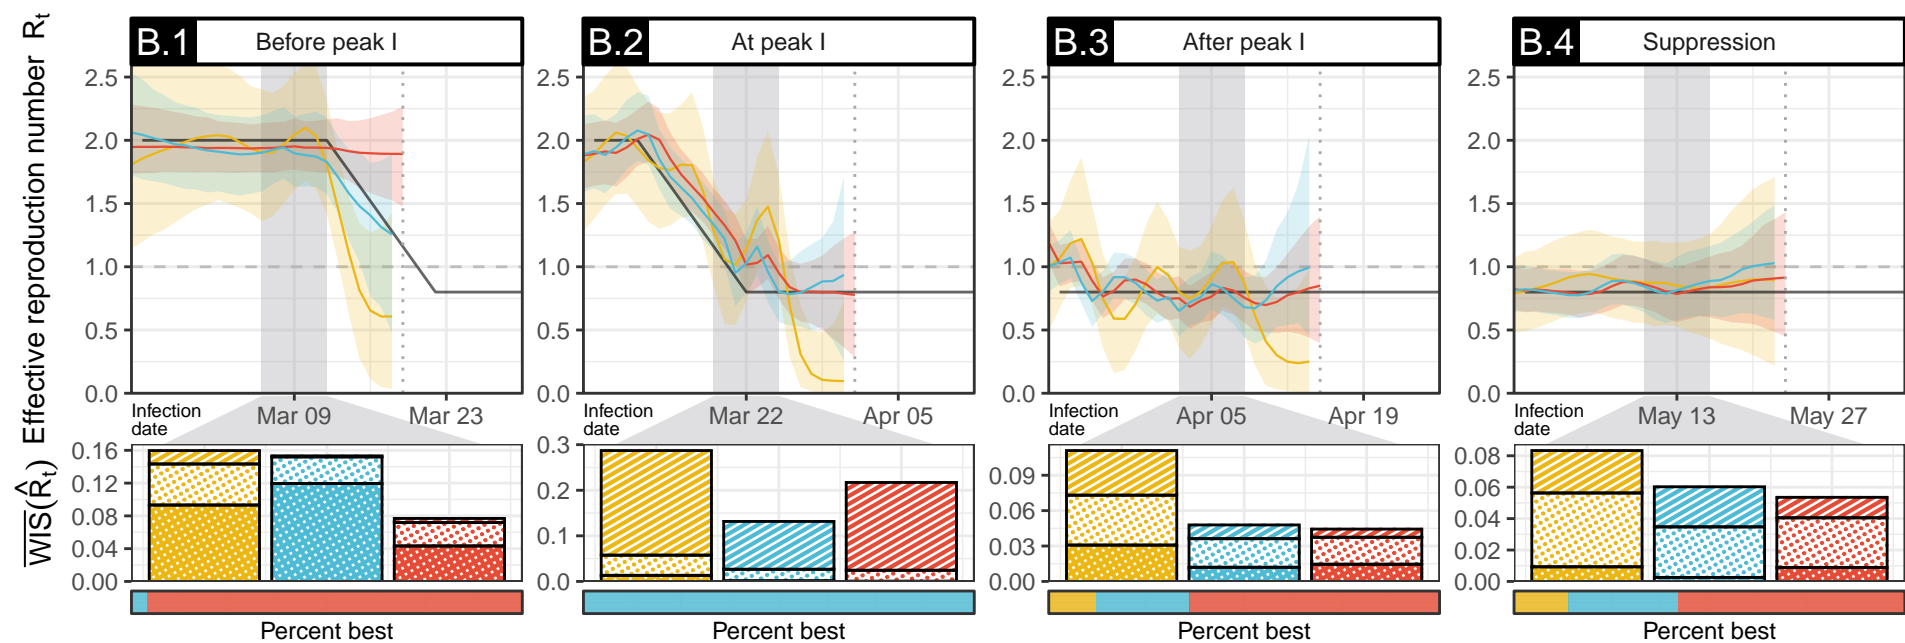 Effective reproduction number Rt
B.1 Before peak I
2.5
2.0
1.5
1.0
0.5
0.0
Infection date
Mar 09
Mar 23
B.2 At peak I
2.5
2.0
1.5
1.0
0.5
0.0
Infection date
Mar 22
Apr 05
B.3 After peak I
2.5
2.0
1.5
1.0
0.5
0.0
Infection date
Apr 05
Apr 19
B.4 Suppression
2.5
2.0
1.5
1.0
0.5
0.0
Infection date
May 13
May 27
WIS(R̂t)
0.16
0.12
0.08
0.04
0.00
Percent best
0.3
0.2
0.1
0.0
Percent best
0.09
0.06
0.03
0.00
Percent best
0.08
0.06
0.04
0.02
0.00
Percent best